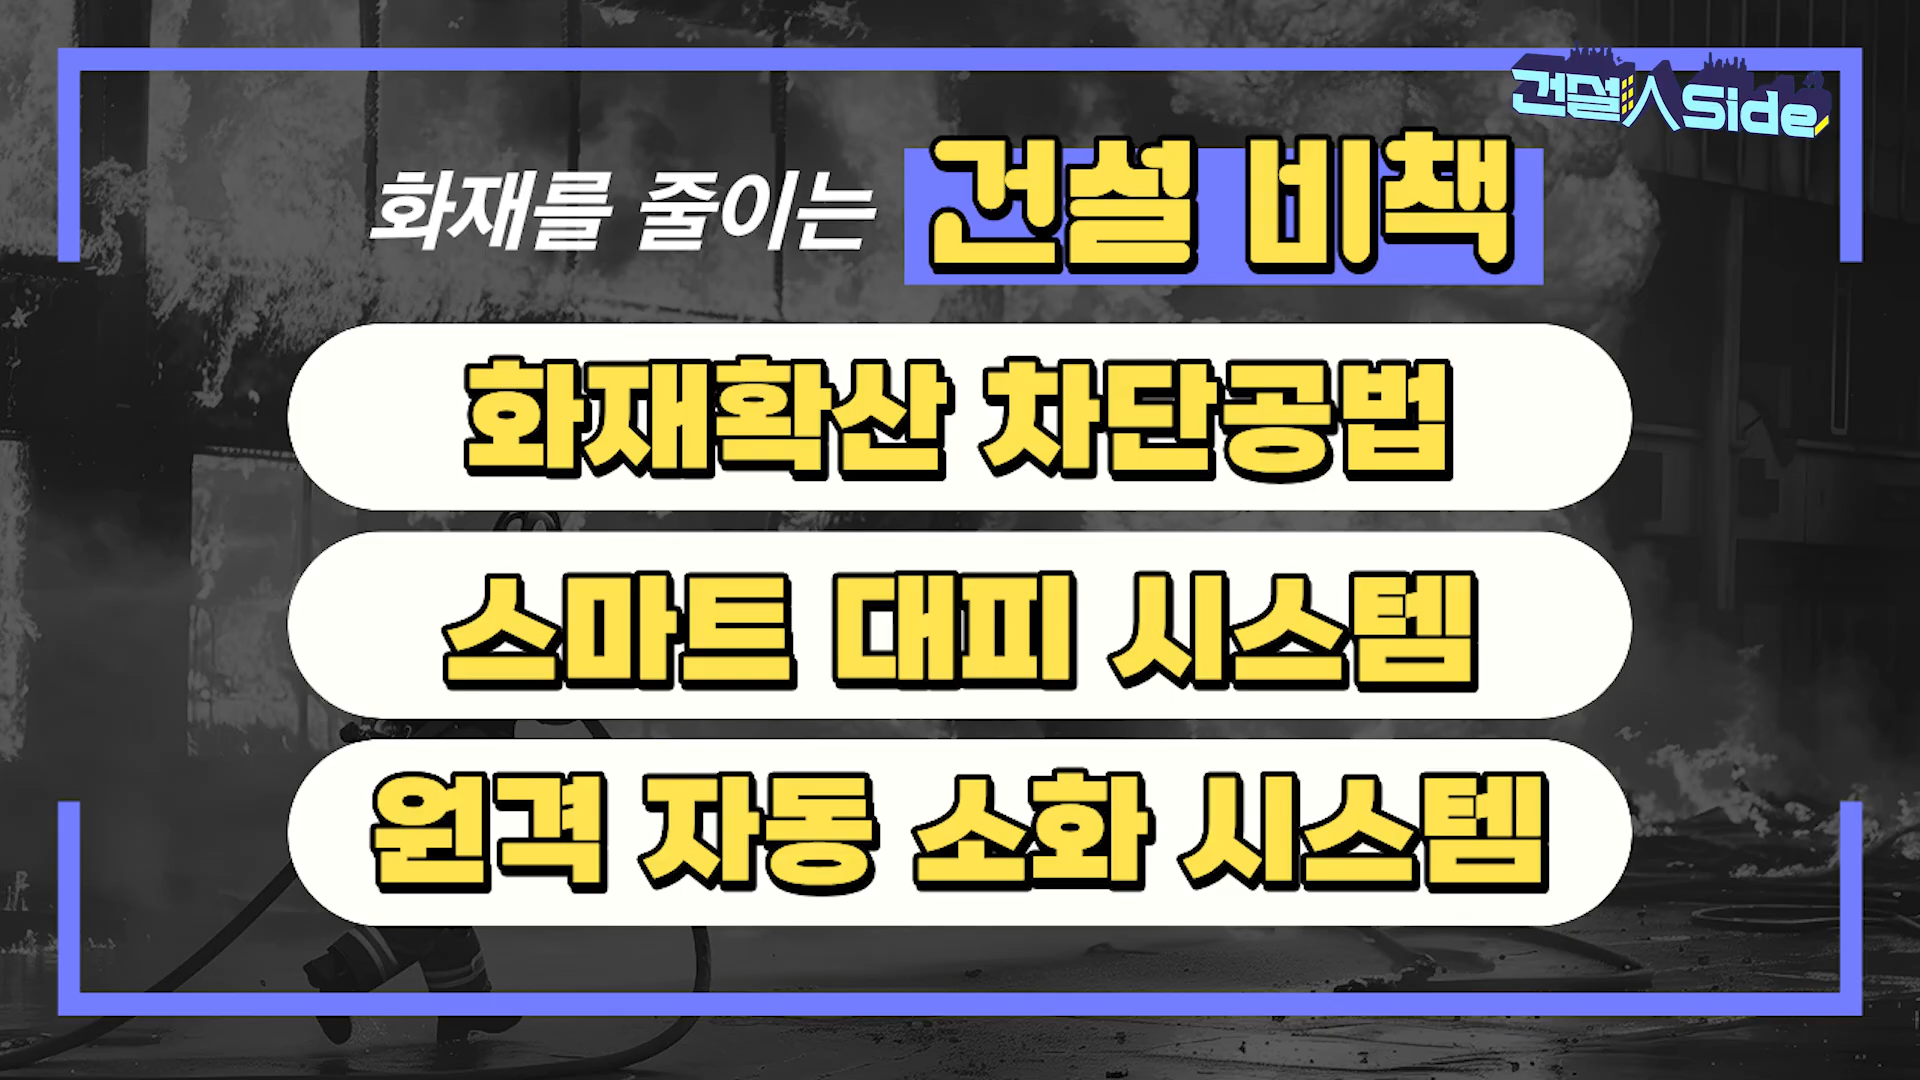 건설人Side
화재를 줄이는 건설 비책
화재확산 차단공법
스마트 대피 시스템
원격 자동 소화 시스템